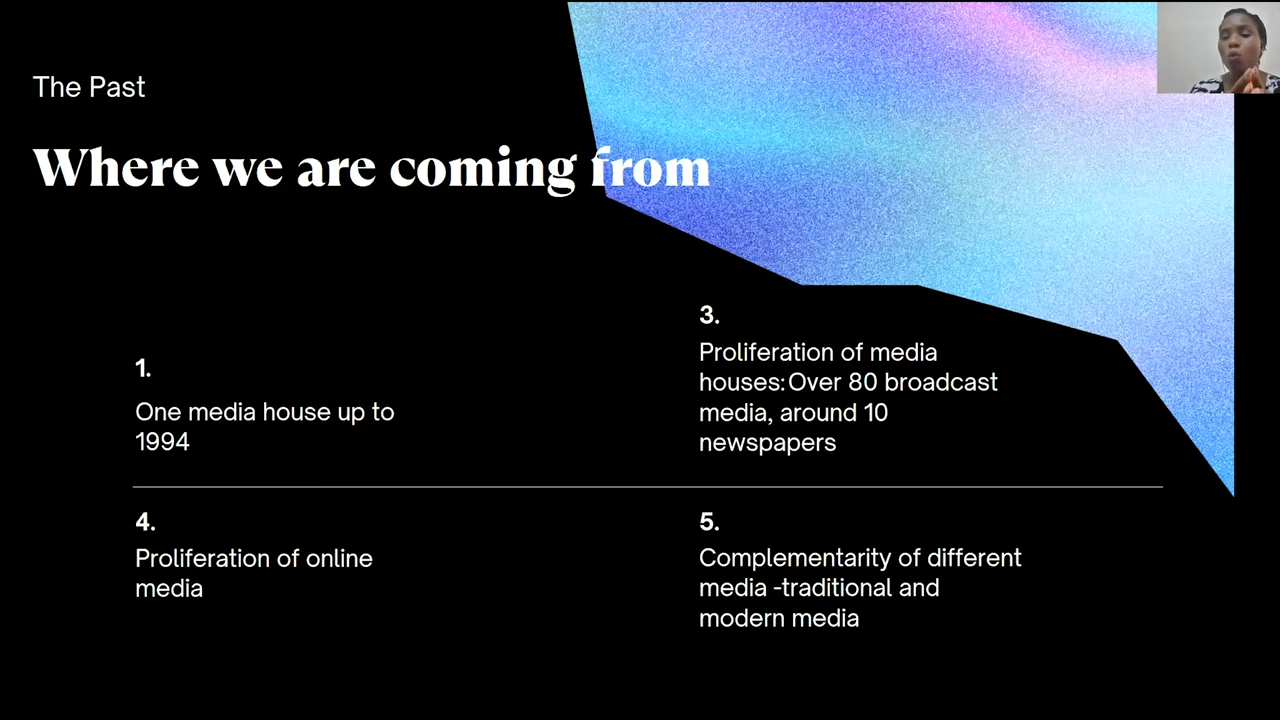 The Past
Where we are coming from
1.
One media house up to
1994
3.
Proliferation of media
houses:Over 80 broadcast
media, around 10
newspapers
4.
Proliferation of online
media
5.
Complementarity of different
media -traditional and
modern media